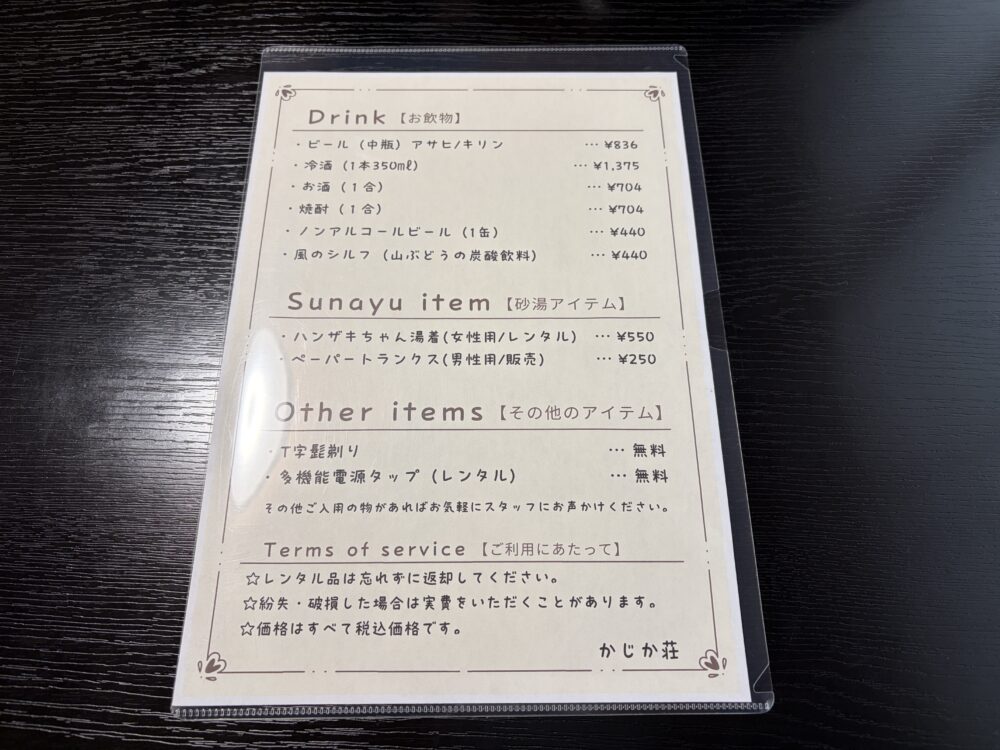 Drink【お飲物】
・ビール（中瓶）アサヒ/キリン … ¥836
・冷酒（1本350㎖） … ¥1,375
・お酒（１合） … ¥704
・焼酎（１合） … ¥704
・ノンアルコールビール（1缶） … ¥440
・風のシルフ（山ぶどうの炭酸飲料） … ¥440
Sunayu item【砂湯アイテム】
・ハンザキちゃん湯着(女性用/レンタル) … ¥550
・ペーパートランクス(男性用/販売) … ¥250
Other items【その他のアイテム】
・T字髭剃り … 無料
・多機能電源タップ（レンタル） … 無料
その他ご入用の物があればお気軽にスタッフにお声かけください。
Terms of service【ご利用にあたって】
☆レンタル品は忘れずに返却してください。
☆紛失・破損した場合は実費をいただくことがあります。
☆価格はすべて税込価格です。
かじか荘